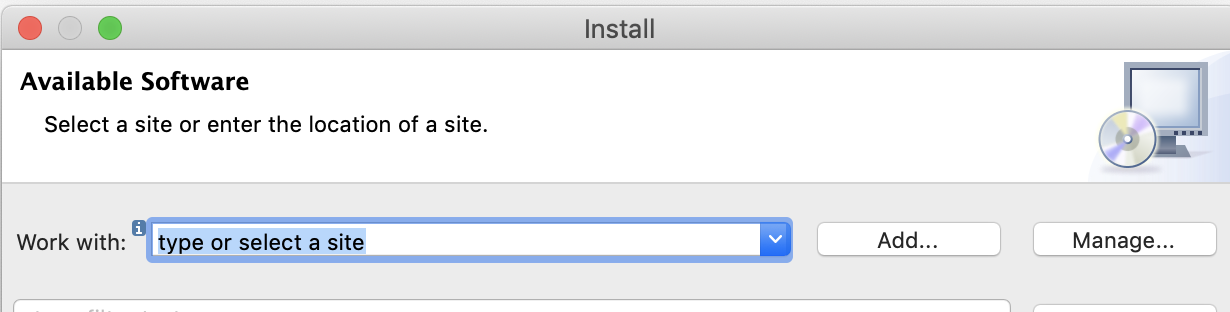 Install
Available Software
Select a site or enter the location of a site.
Work with: type or select a site Add... Manage...